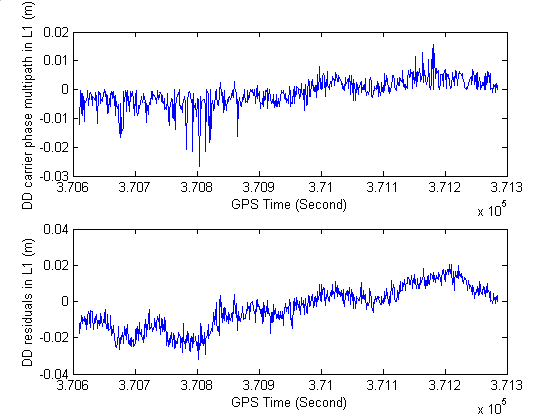 DD carrier phase multipath in L1 (m)
0.02
0.01
0
-0.01
-0.02
-0.03
3.706 3.707 3.708 3.709 3.71 3.711 3.712 3.713
GPS Time (Second)
x 10^5
DD residuals in L1 (m)
0.04
0.02
0
-0.02
-0.04
3.706 3.707 3.708 3.709 3.71 3.711 3.712 3.713
GPS Time (Second)
x 10^5